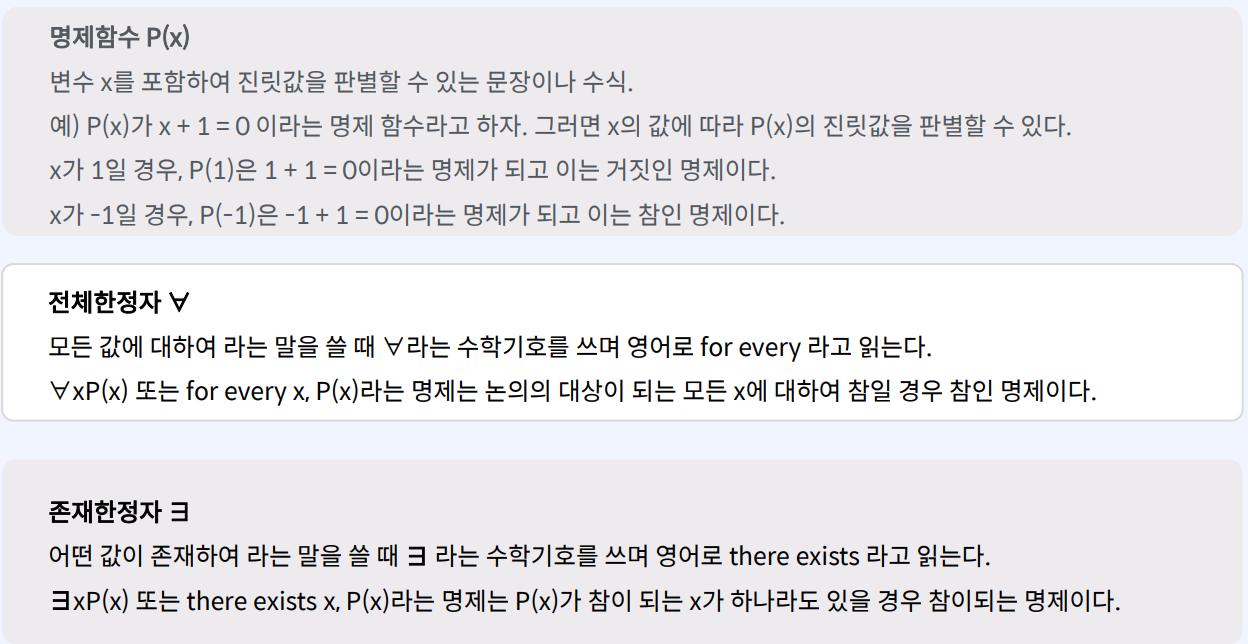 명제함수 P(x)
변수 x를 포함하여 진릿값을 판별할 수 있는 문장이나 수식.
예) P(x)가 x + 1 = 0 이라는 명제 함수라고 하자. 그러면 x의 값에 따라 P(x)의 진릿값을 판별할 수 있다.
x가 1일 경우, P(1)은 1 + 1 = 0이라는 명제가 되고 이는 거짓인 명제이다.
x가 -1일 경우, P(-1)은 -1 + 1 = 0이라는 명제가 되고 이는 참인 명제이다.
전체한정자 ∀
모든 값에 대하여 라는 말을 쓸 때 ∀라는 수학기호를 쓰며 영어로 for every 라고 읽는다.
∀xP(x) 또는 for every x, P(x)라는 명제는 논의의 대상이 되는 모든 x에 대하여 참일 경우 참인 명제이다.
존재한정자 ∃
어떤 값이 존재하여 라는 말을 쓸 때 ∃ 라는 수학기호를 쓰며 영어로 there exists 라고 읽는다.
∃xP(x) 또는 there exists x, P(x)라는 명제는 P(x)가 참이 되는 x가 하나라도 있을 경우 참이되는 명제이다.